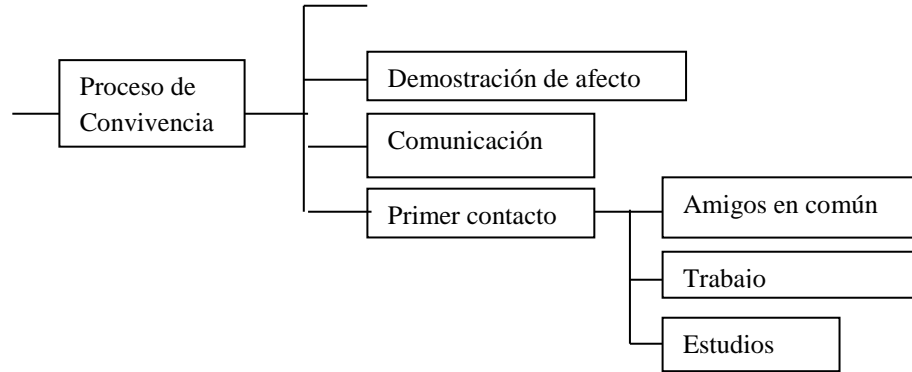 Proceso de
Convivencia
Demostración de afecto
Comunicación
Primer contacto
Amigos en común
Trabajo
Estudios